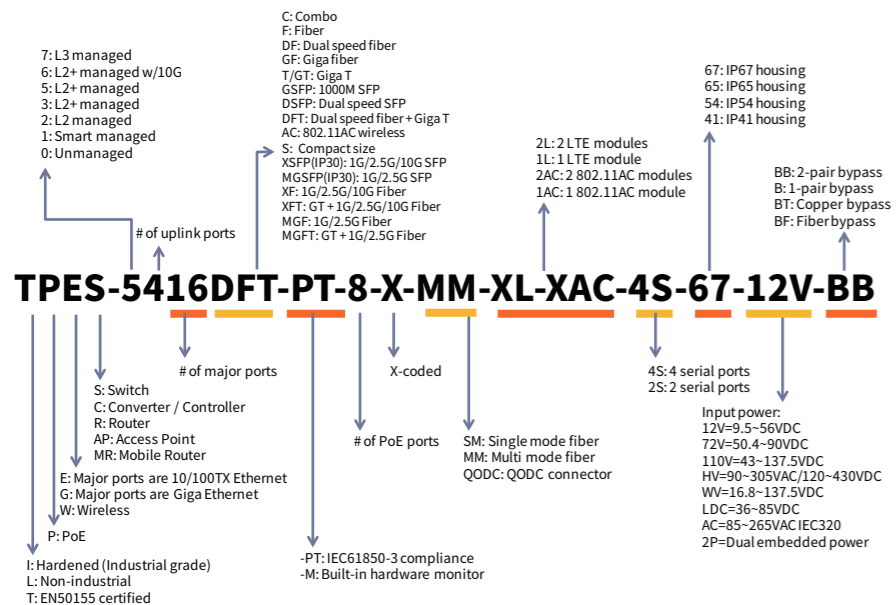 7: L3 managed
6: L2+ managed w/10G
5: L2+ managed
3: L2+ managed
2: L2 managed
1: Smart managed
0: Unmanaged
# of uplink ports
C: Combo
F: Fiber
DF: Dual speed fiber
GF: Giga fiber
T/GT: Giga T
GSFP: 1000M SFP
DSFP: Dual speed SFP
DFT: Dual speed fiber + Giga T
AC: 802.11AC wireless
S: Compact size
XSFP(IP30): 1G/2.5G/10G SFP
MGSFP(IP30): 1G/2.5G SFP
XF: 1G/2.5G/10G Fiber
XFT: GT + 1G/2.5G/10G Fiber
MGF: 1G/2.5G Fiber
MGFT: GT + 1G/2.5G Fiber
2L: 2 LTE modules
1L: 1 LTE module
2AC: 2 802.11AC modules
1AC: 1 802.11AC module
67: IP67 housing
65: IP65 housing
54: IP54 housing
41: IP41 housing
BB: 2-pair bypass
B: 1-pair bypass
BT: Copper bypass
BF: Fiber bypass
TPES-5416DFT-PT-8-X-MM-XL-XAC-4S-67-12V-BB
# of major ports
S: Switch
C: Converter / Controller
R: Router
AP: Access Point
MR: Mobile Router
E: Major ports are 10/100TX Ethernet
G: Major ports are Giga Ethernet
W: Wireless
P: PoE
I: Hardened (Industrial grade)
L: Non-industrial
T: EN50155 certified
-PT: IEC61850-3 compliance
-M: Built-in hardware monitor
# of PoE ports
X-coded
SM: Single mode fiber
MM: Multi mode fiber
QODC: QODC connector
4S: 4 serial ports
2S: 2 serial ports
Input power:
12V=9.5~56VDC
72V=50.4~90VDC
110V=43~137.5VDC
HV=90~305VAC/120~430VDC
WV=16.8~137.5VDC
LDC=36~85VDC
AC=85~265VAC IEC320
2P=Dual embedded power